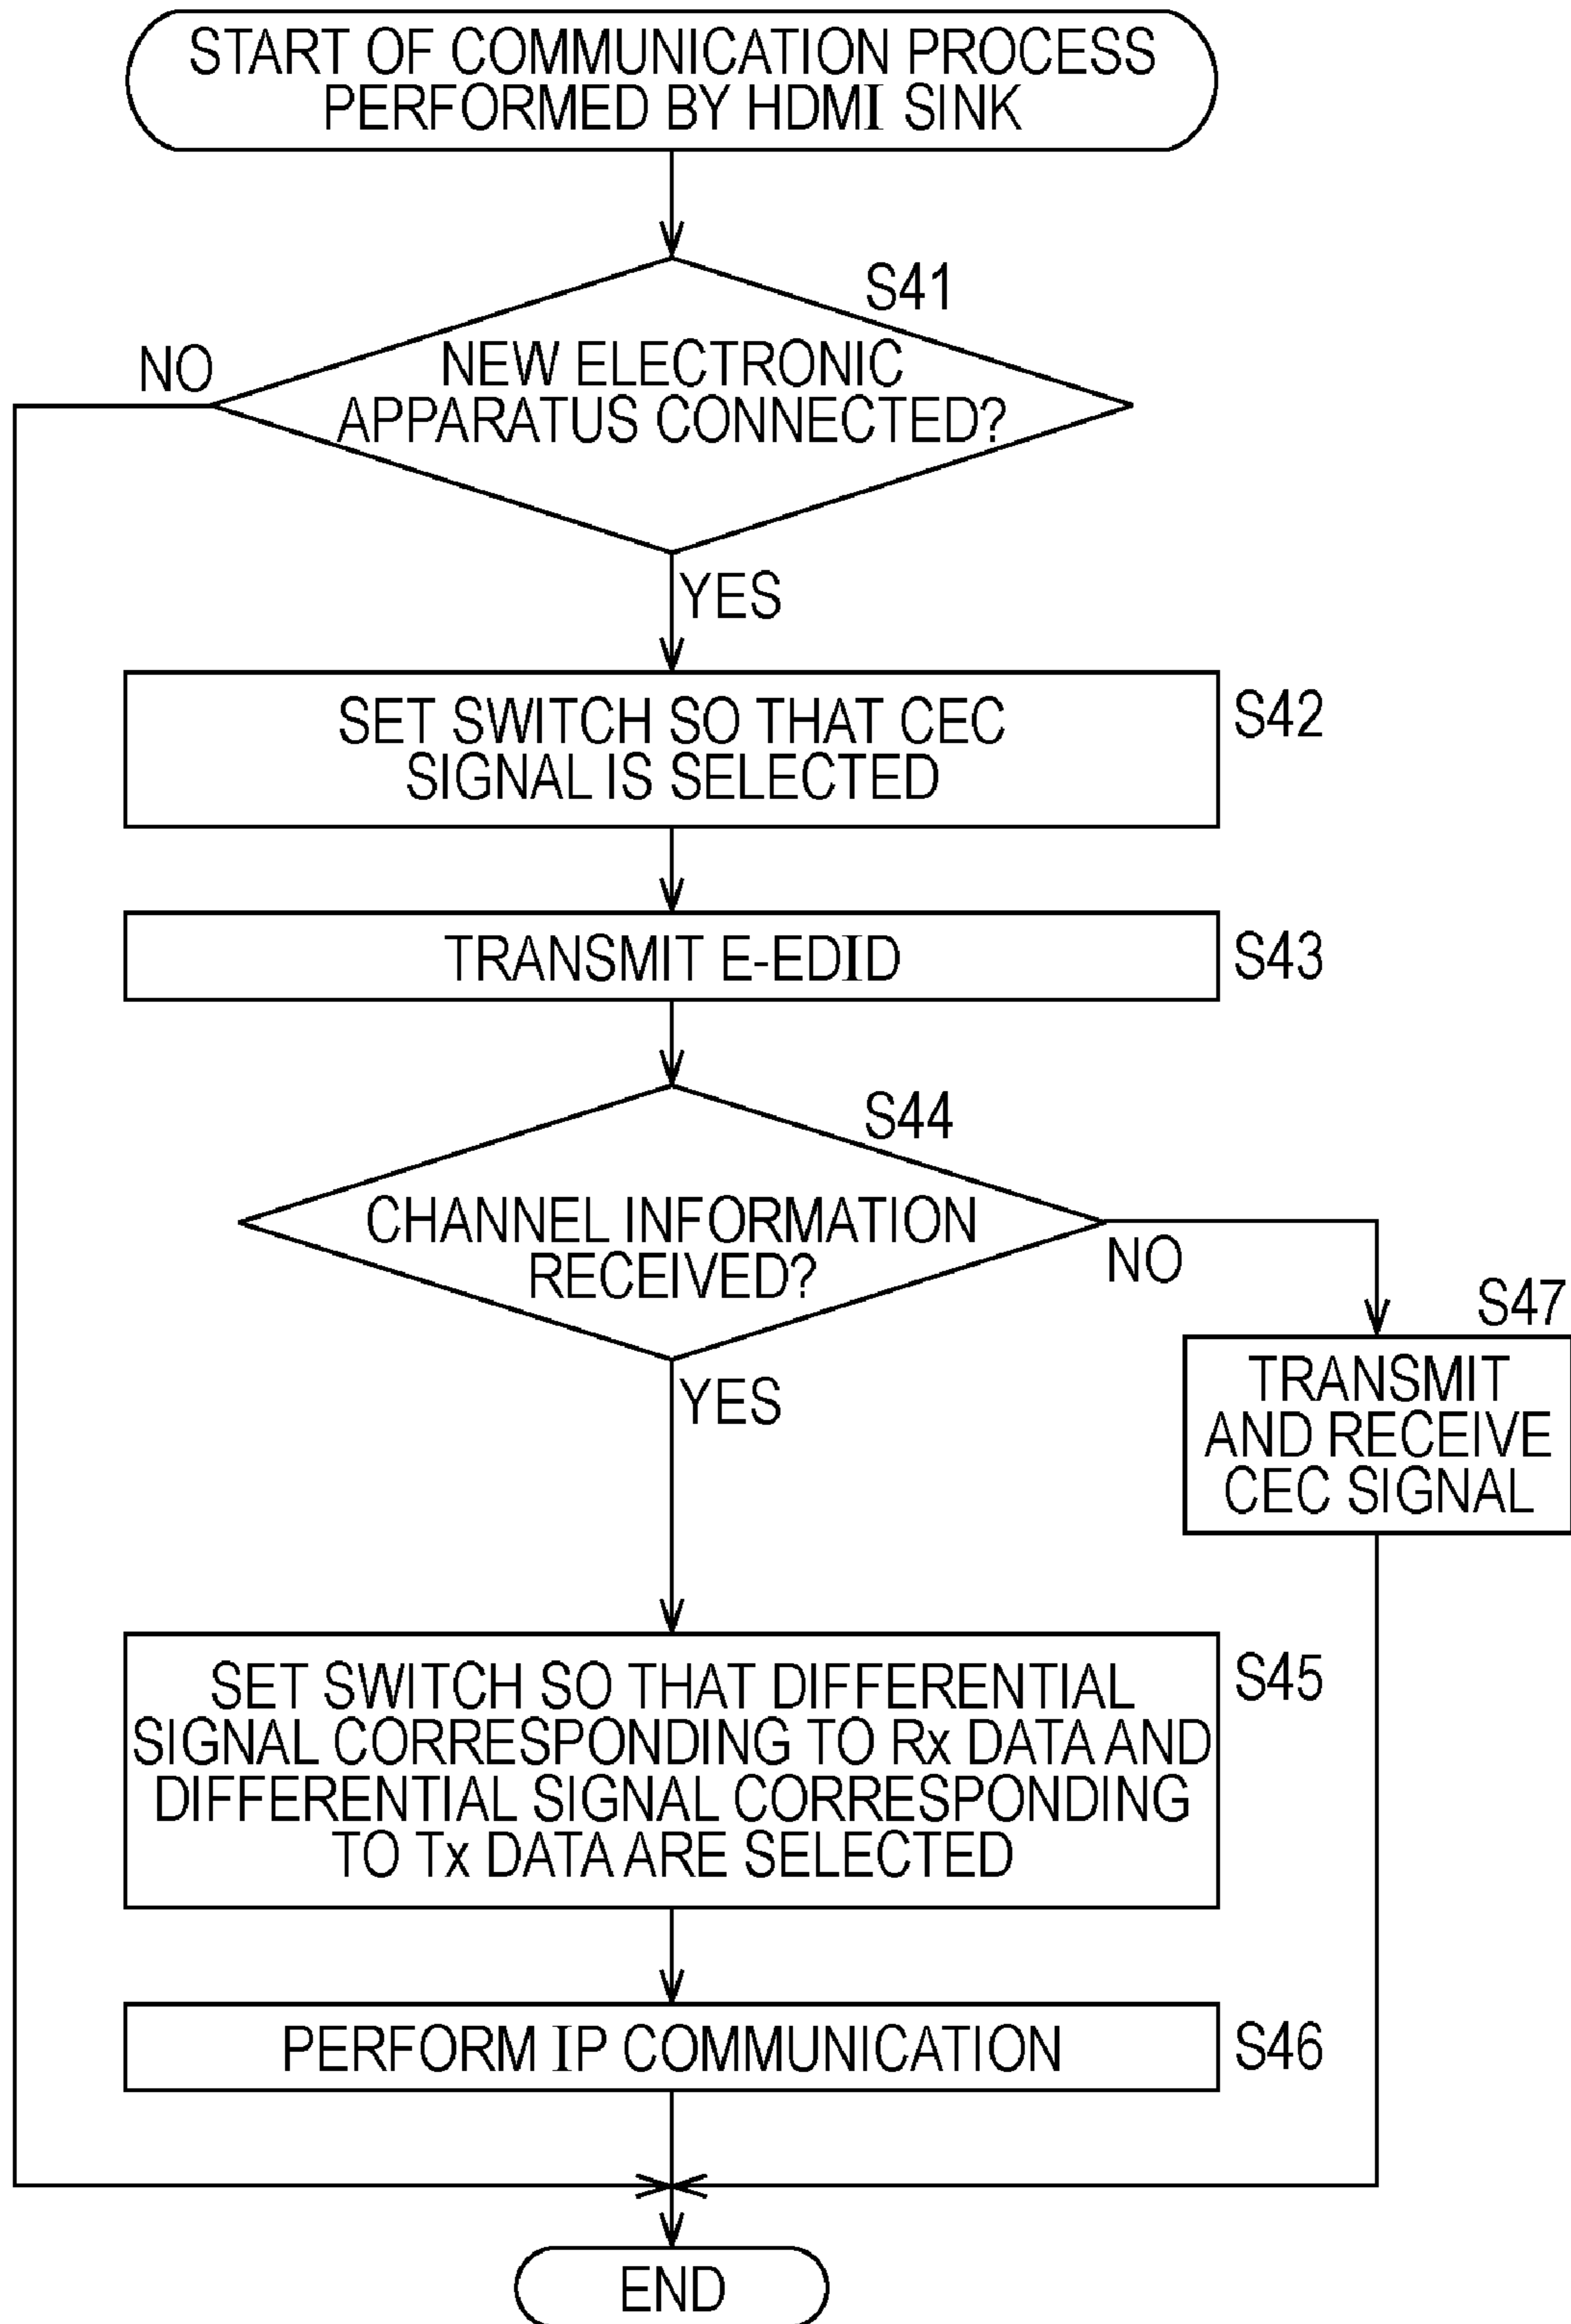 START OF COMMUNICATION PROCESS
PERFORMED BY HDMI SINK
S41
NO
NEW ELECTRONIC
APPARATUS CONNECTED?
YES
SET SWITCH SO THAT CEC
SIGNAL IS SELECTED
S42
TRANSMIT E-EDID
S43
S44
CHANNEL INFORMATION
RECEIVED?
NO
YES
S47
TRANSMIT
AND RECEIVE
CEC SIGNAL
SET SWITCH SO THAT DIFFERENTIAL
SIGNAL CORRESPONDING TO Rx DATA AND
DIFFERENTIAL SIGNAL CORRESPONDING
TO Tx DATA ARE SELECTED
S45
PERFORM IP COMMUNICATION
S46
END